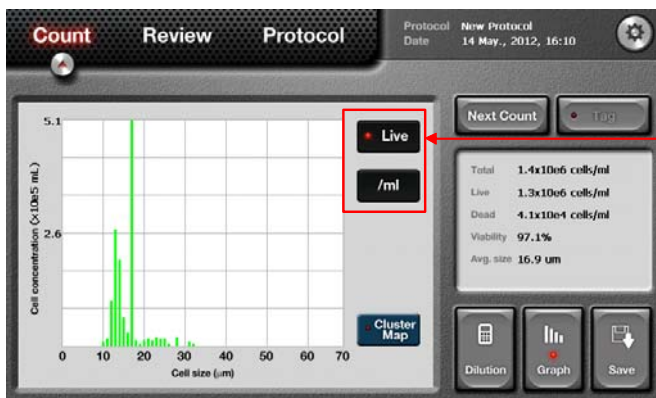 Count Review Protocol
Protocol New Protocol
Date 14 May., 2012, 16:10
Next Count Tag
5.1
2.6
Cell concentration (x10e5 mL)
0 10 20 30 40 50 60 70
Cell size (μm)
Live
/ml
Cluster
Map
Total 1.4x10e6 cells/ml
Live 1.3x10e6 cells/ml
Dead 4.1x10e4 cells/ml
Viability 97.1%
Avg. size 16.9 um
Dilution Graph Save